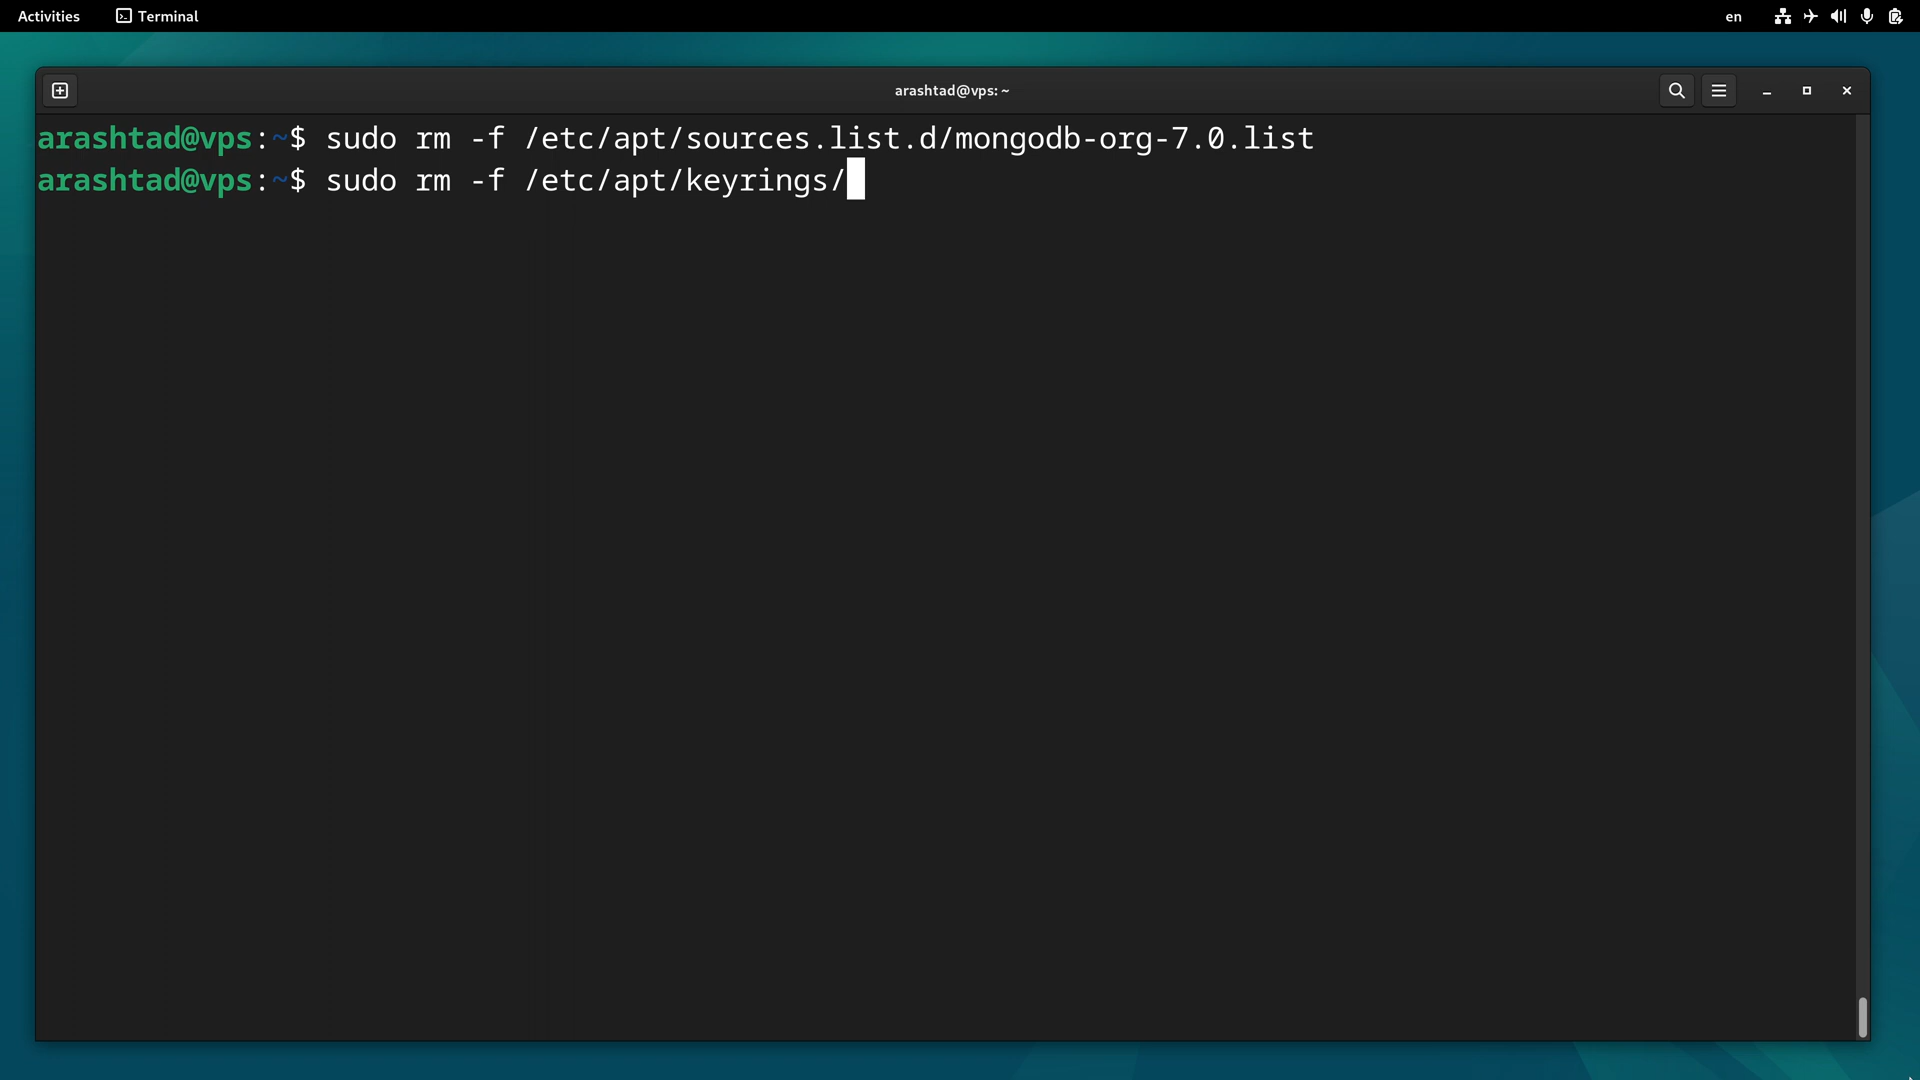 Activities Terminal en
arashtad@vps: ~
arashtad@vps:~$ sudo rm -f /etc/apt/sources.list.d/mongodb-org-7.0.list
arashtad@vps:~$ sudo rm -f /etc/apt/keyrings/